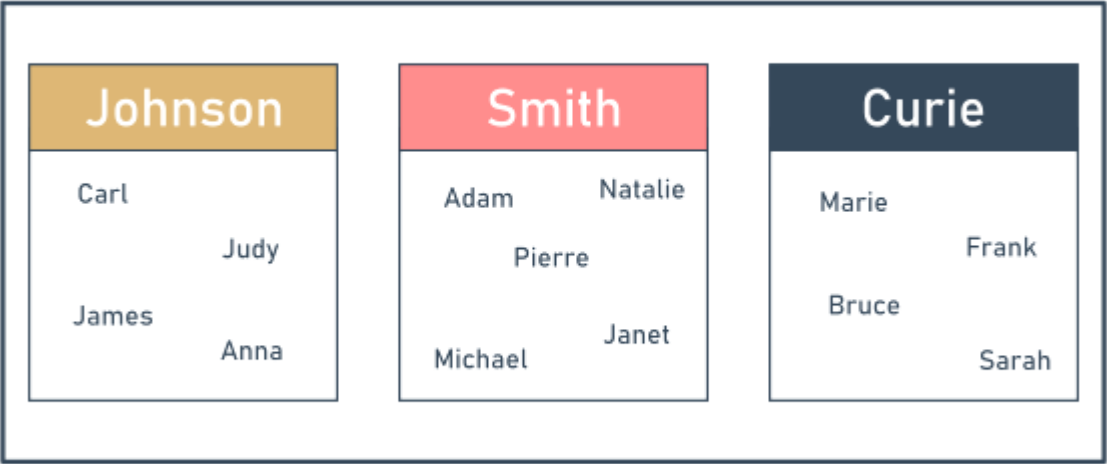 Johnson
Carl
Judy
James
Anna
Smith
Adam
Natalie
Pierre
Janet
Michael
Curie
Marie
Frank
Bruce
Sarah